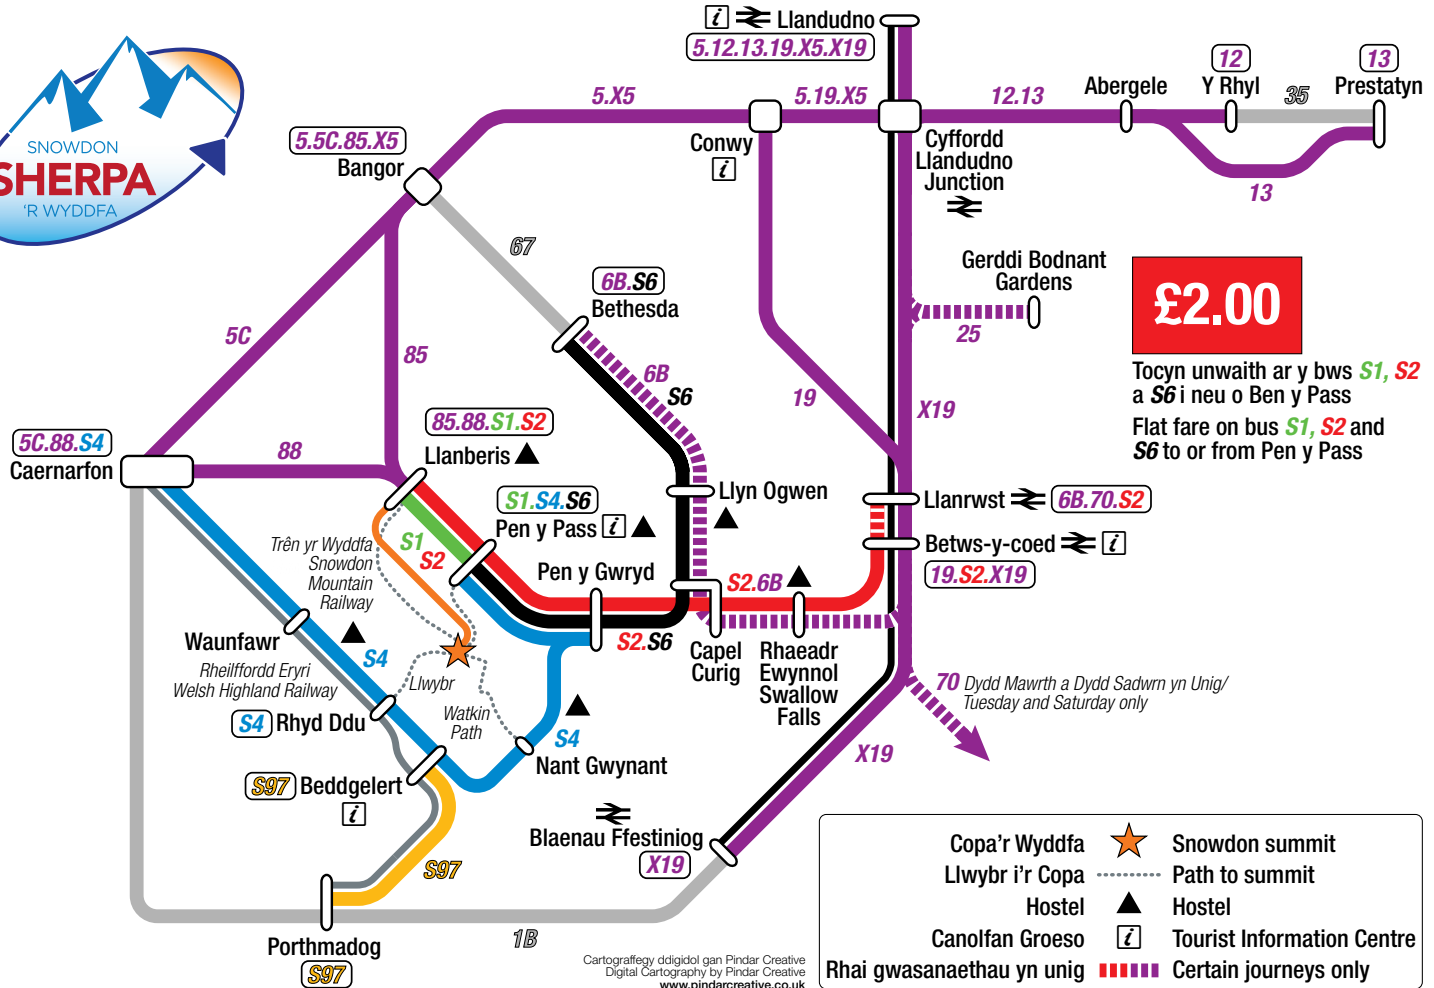 SNOWDON
SHERPA
'R WYDDFA
i Llandudno
5.12.13.19.X5.X19
5.X5
5.19.X5
12.13
Abergele
12
Y Rhyl
35
13
Prestatyn
5.5C.85.X5
Bangor
Conwy
i
Cyffordd
Llandudno
Junction
13
67
6B.S6
Bethesda
Gerddi Bodnant
Gardens
25
£2.00
Tocyn unwaith ar y bws S1, S2
a S6 i neu o Ben y Pass
Flat fare on bus S1, S2 and
S6 to or from Pen y Pass
5C
85
6B
S6
19
X19
5C.88.S4
Caernarfon
88
85.88.S1.S2
Llanberis
S1.S4.S6
Pen y Pass i
Llyn Ogwen
Llanrwst 6B.70.S2
Betws-y-coed i
19.S2.X19
S1
S2
Trên yr Wyddfa
Snowdon
Mountain
Railway
Pen y Gwryd
S2.6B
S2.S6
Capel
Curig
Rhaeadr
Ewynnol
Swallow
Falls
Waunfawr
S4
Rheilffordd Eryri
Welsh Highland Railway
Llwybr
Watkin
Path
S4 Rhyd Ddu
S4
Nant Gwynant
70 Dydd Mawrth a Dydd Sadwrn yn Unig/
Tuesday and Saturday only
X19
S97 Beddgelert
i
Blaenau Ffestiniog
X19
S97
Porthmadog
S97
1B
Copa'r Wyddfa Snowdon summit
Llwybr i'r Copa Path to summit
Hostel Hostel
Canolfan Groeso i Tourist Information Centre
Rhai gwasanaethau yn unig Certain journeys only
Cartograffegy ddigidol gan Pindar Creative
Digital Cartography by Pindar Creative
www.pindarcreative.co.uk